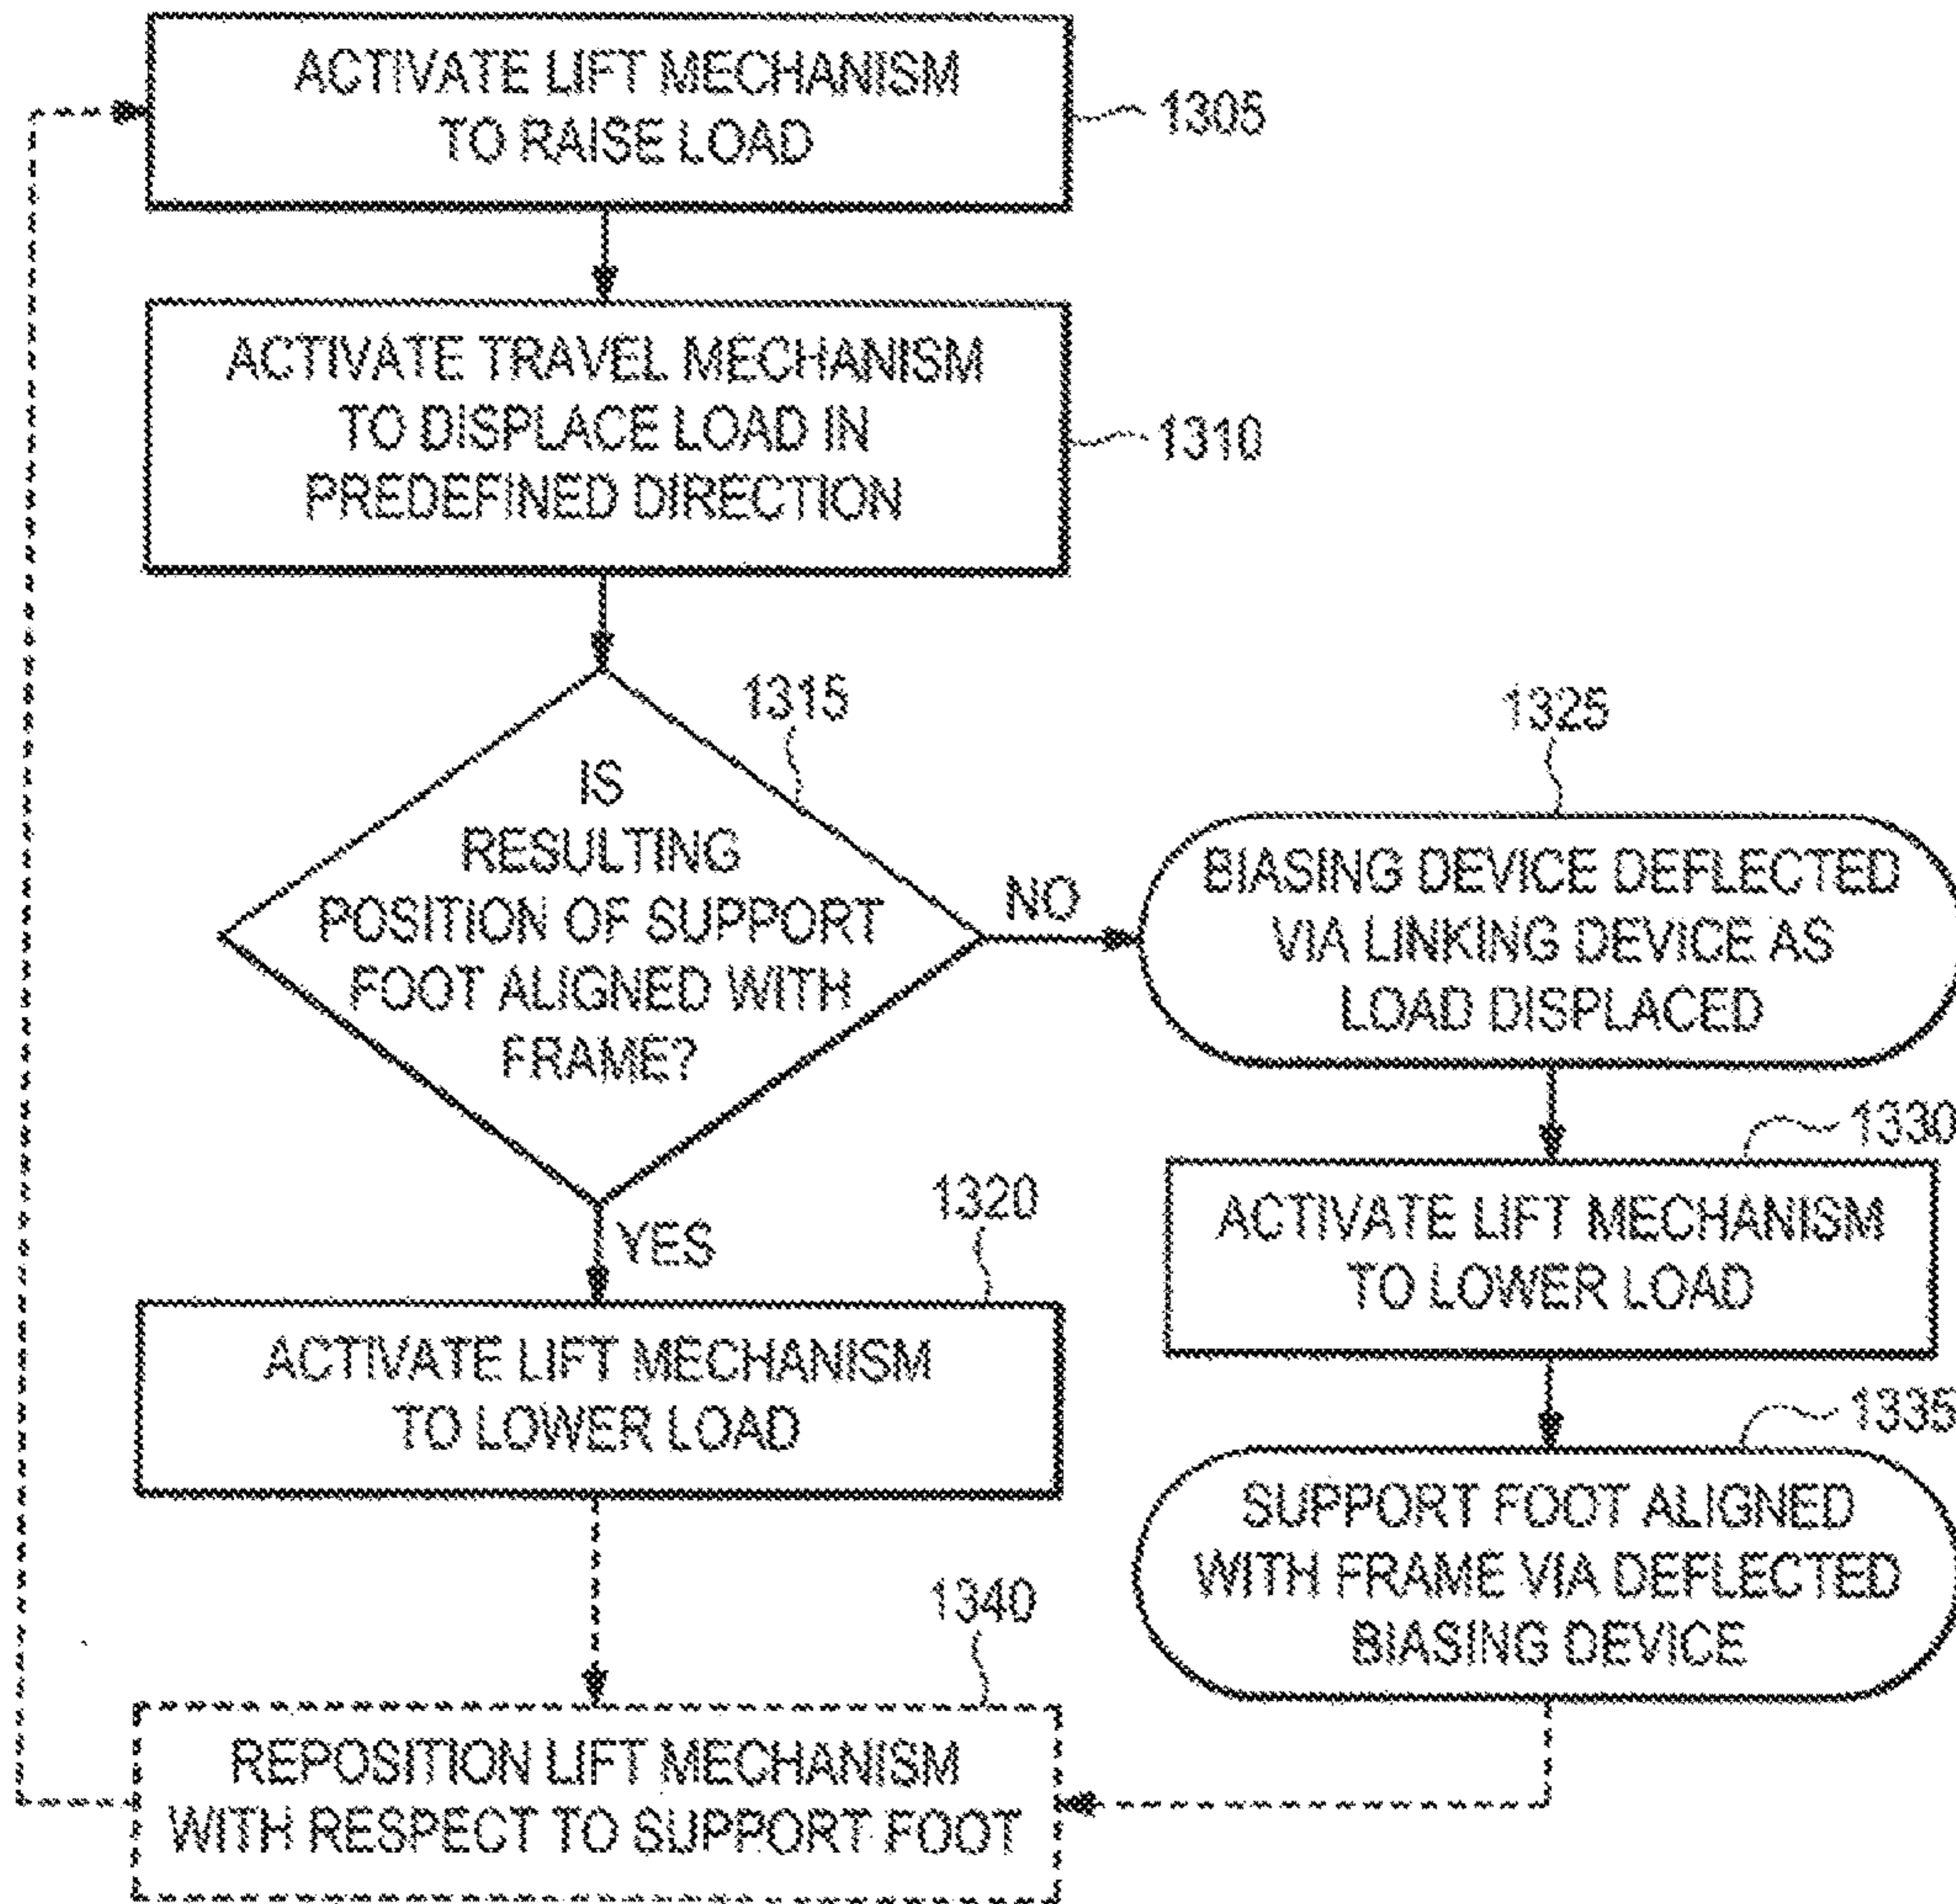 ACTIVATE LIFT MECHANISM
TO RAISE LOAD
1305
ACTIVATE TRAVEL MECHANISM
TO DISPLACE LOAD IN
PREDEFINED DIRECTION
1310
1315
IS
RESULTING
POSITION OF SUPPORT
FOOT ALIGNED WITH
FRAME?
NO
YES
1325
BIASING DEVICE DEFLECTED
VIA LINKING DEVICE AS
LOAD DISPLACED
1330
ACTIVATE LIFT MECHANISM
TO LOWER LOAD
1335
SUPPORT FOOT ALIGNED
WITH FRAME VIA DEFLECTED
BIASING DEVICE
1320
ACTIVATE LIFT MECHANISM
TO LOWER LOAD
1340
REPOSITION LIFT MECHANISM
WITH RESPECT TO SUPPORT FOOT